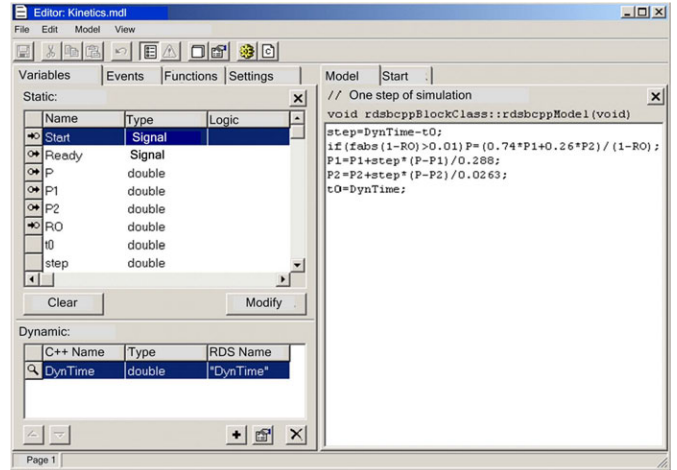 Editor: Kinetics.mdl
File Edit Model View
Variables Events Functions Settings
Static:
Name Type Logic
Start Signal
Ready Signal
P double
P1 double
P2 double
RO double
t0 double
step double
Clear Modify
Dynamic:
C++ Name Type RDS Name
DynTime double "DynTime"
Page 1
Model Start
// One step of simulation
void rdsbcppBlockClass::rdsbcppModel(void)
step=DynTime-t0;
if(fabs(1-RO)>0.01)P=(0.74*P1+0.26*P2)/(1-RO);
P1=P1+step*(P-P1)/0.288;
P2=P2+step*(P-P2)/0.0263;
t0=DynTime;